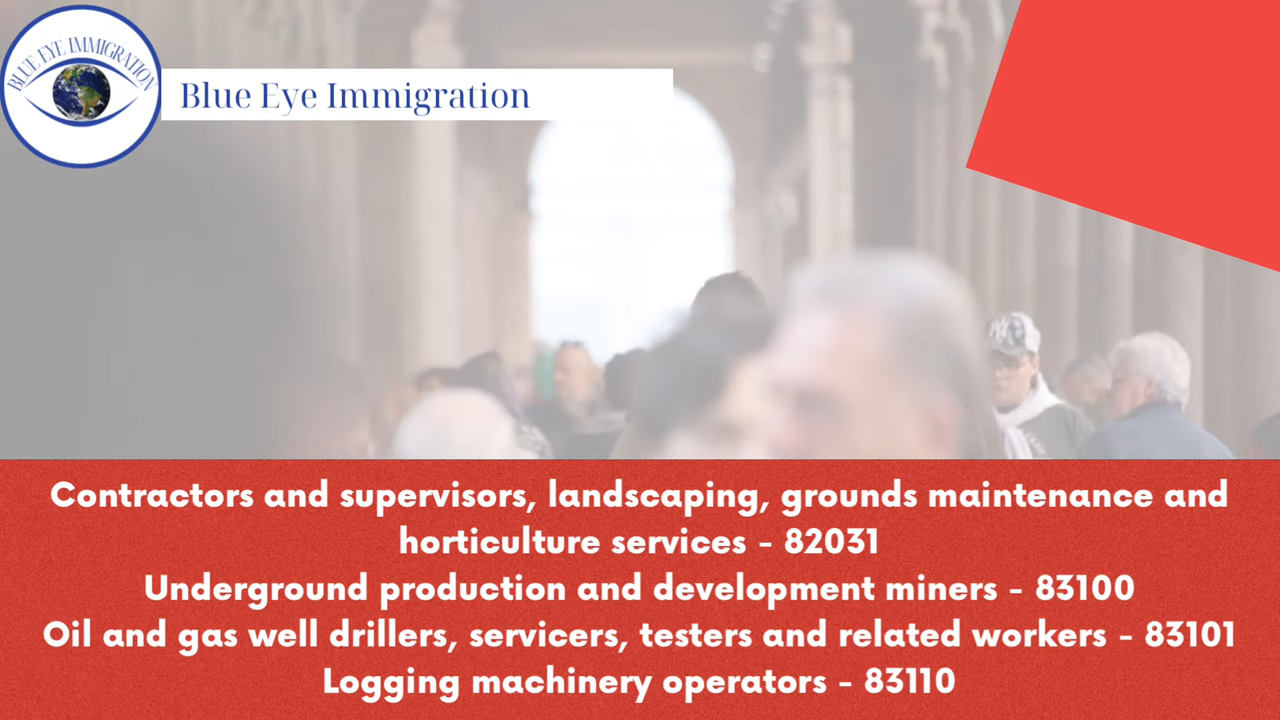 BLUE EYE IMMIGRATION
Blue Eye Immigration
Contractors and supervisors, landscaping, grounds maintenance and
horticulture services - 82031
Underground production and development miners - 83100
Oil and gas well drillers, servicers, testers and related workers - 83101
Logging machinery operators - 83110